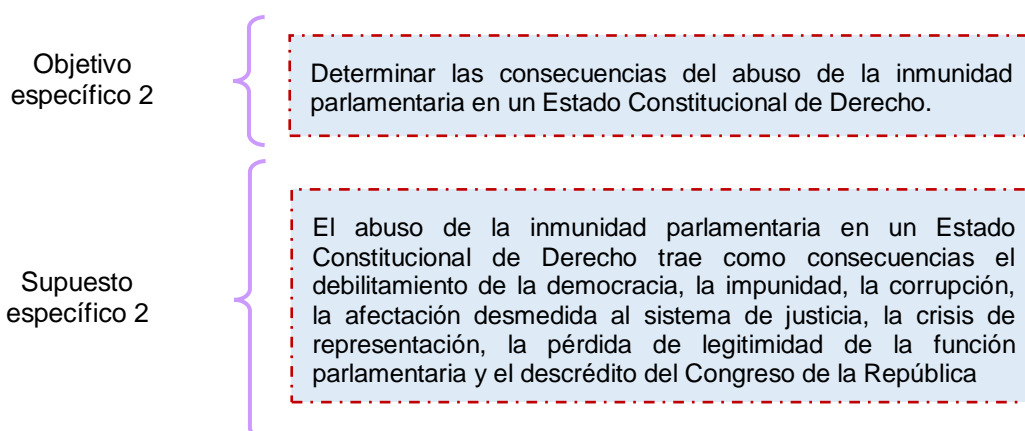 Objetivo
específico 2
Determinar las consecuencias del abuso de la inmunidad
parlamentaria en un Estado Constitucional de Derecho.
Supuesto
específico 2
El abuso de la inmunidad parlamentaria en un Estado
Constitucional de Derecho trae como consecuencias el
debilitamiento de la democracia, la impunidad, la corrupción,
la afectación desmedida al sistema de justicia, la crisis de
representación, la pérdida de legitimidad de la función
parlamentaria y el descrédito del Congreso de la República